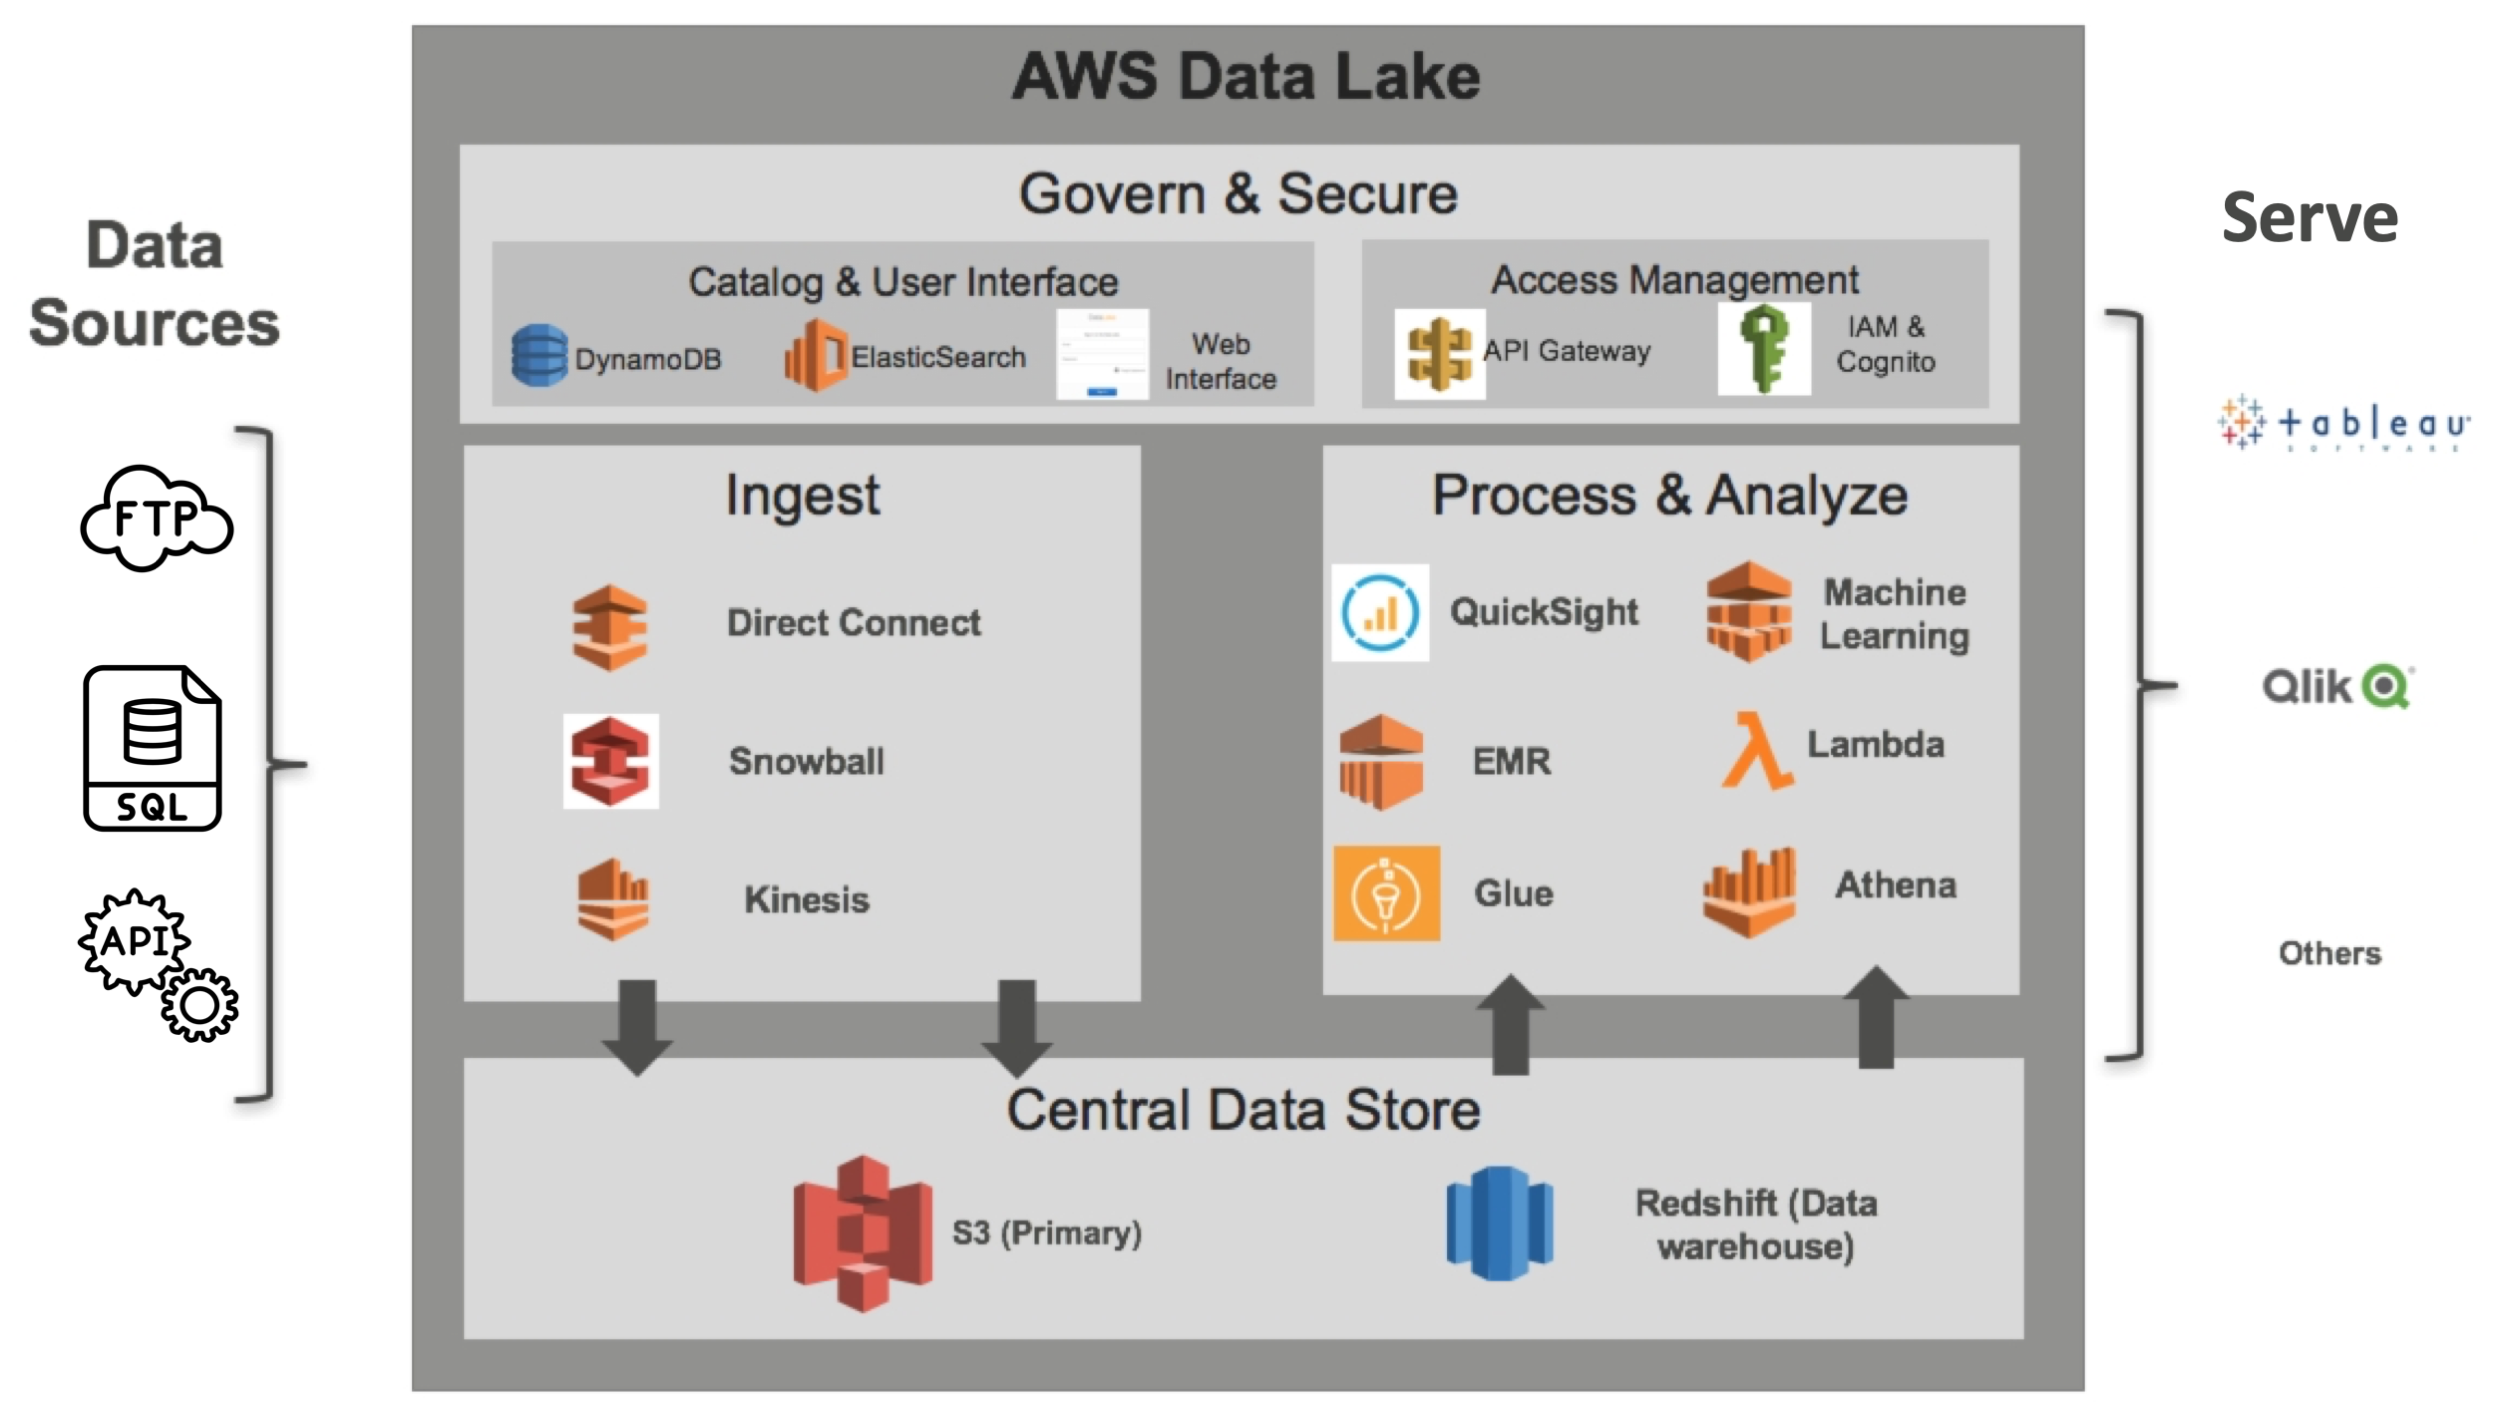 AWS Data Lake
Govern & Secure
Catalog & User Interface
DynamoDB
ElasticSearch
Web
Interface
Access Management
API Gateway
IAM &
Cognito
Data
Sources
FTP
SQL
API
Ingest
Direct Connect
Snowball
Kinesis
Process & Analyze
QuickSight
Machine
Learning
EMR
Lambda
Glue
Athena
Central Data Store
S3 (Primary)
Redshift (Data
warehouse)
Serve
tableau
SOFTWARE
Qlik
Others